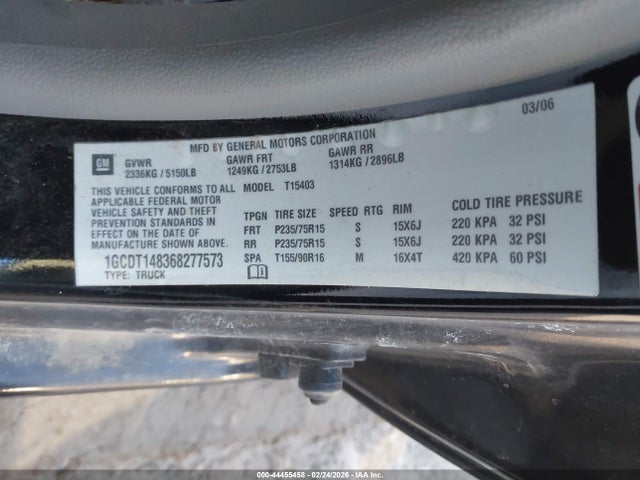 03/06
MFD BY GENERAL MOTORS CORPORATION
GM
GVWR GAWR FRT GAWR RR
2336KG / 5150LB 1249KG / 2753LB 1314KG / 2896LB
THIS VEHICLE CONFORMS TO ALL MODEL T15403
APPLICABLE FEDERAL MOTOR
VEHICLE SAFETY AND THEFT
PREVENTION STANDARDS IN
EFFECT ON THE DATE OF
MANUFACTURE SHOWN ABOVE.
1GCDT148368277573
TYPE: TRUCK
TPGN TIRE SIZE SPEED RTG RIM COLD TIRE PRESSURE
FRT P235/75R15 S 15X6J 220 KPA 32 PSI
RR P235/75R15 S 15X6J 220 KPA 32 PSI
SPA T155/90R16 M 16X4T 420 KPA 60 PSI
000-44455458 - 02/24/2026 - IAAI Inc.